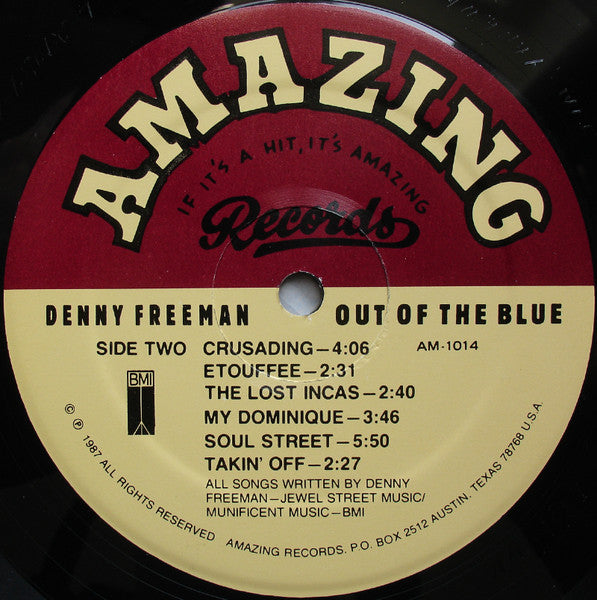 AMAZING
IF IT'S A HIT, IT'S AMAZING
Records
DENNY FREEMAN OUT OF THE BLUE
SIDE TWO CRUSADING—4:06 AM-1014
ETOUFFEE—2:31
THE LOST INCAS—2:40
MY DOMINIQUE—3:46
SOUL STREET—5:50
TAKIN' OFF—2:27
BMI
ALL SONGS WRITTEN BY DENNY
FREEMAN—JEWEL STREET MUSIC/
MUNIFICENT MUSIC—BMI
© ℗ 1987 ALL RIGHTS RESERVED AMAZING RECORDS. P.O. BOX 2512 AUSTIN, TEXAS 78768 U.S.A.